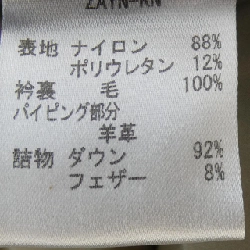 ZAYN-RN
表地 ナイロン 88%
ポリウレタン 12%
衿裏 毛 100%
パイピング部分
羊革
詰物 ダウン 92%
フェザー 8%